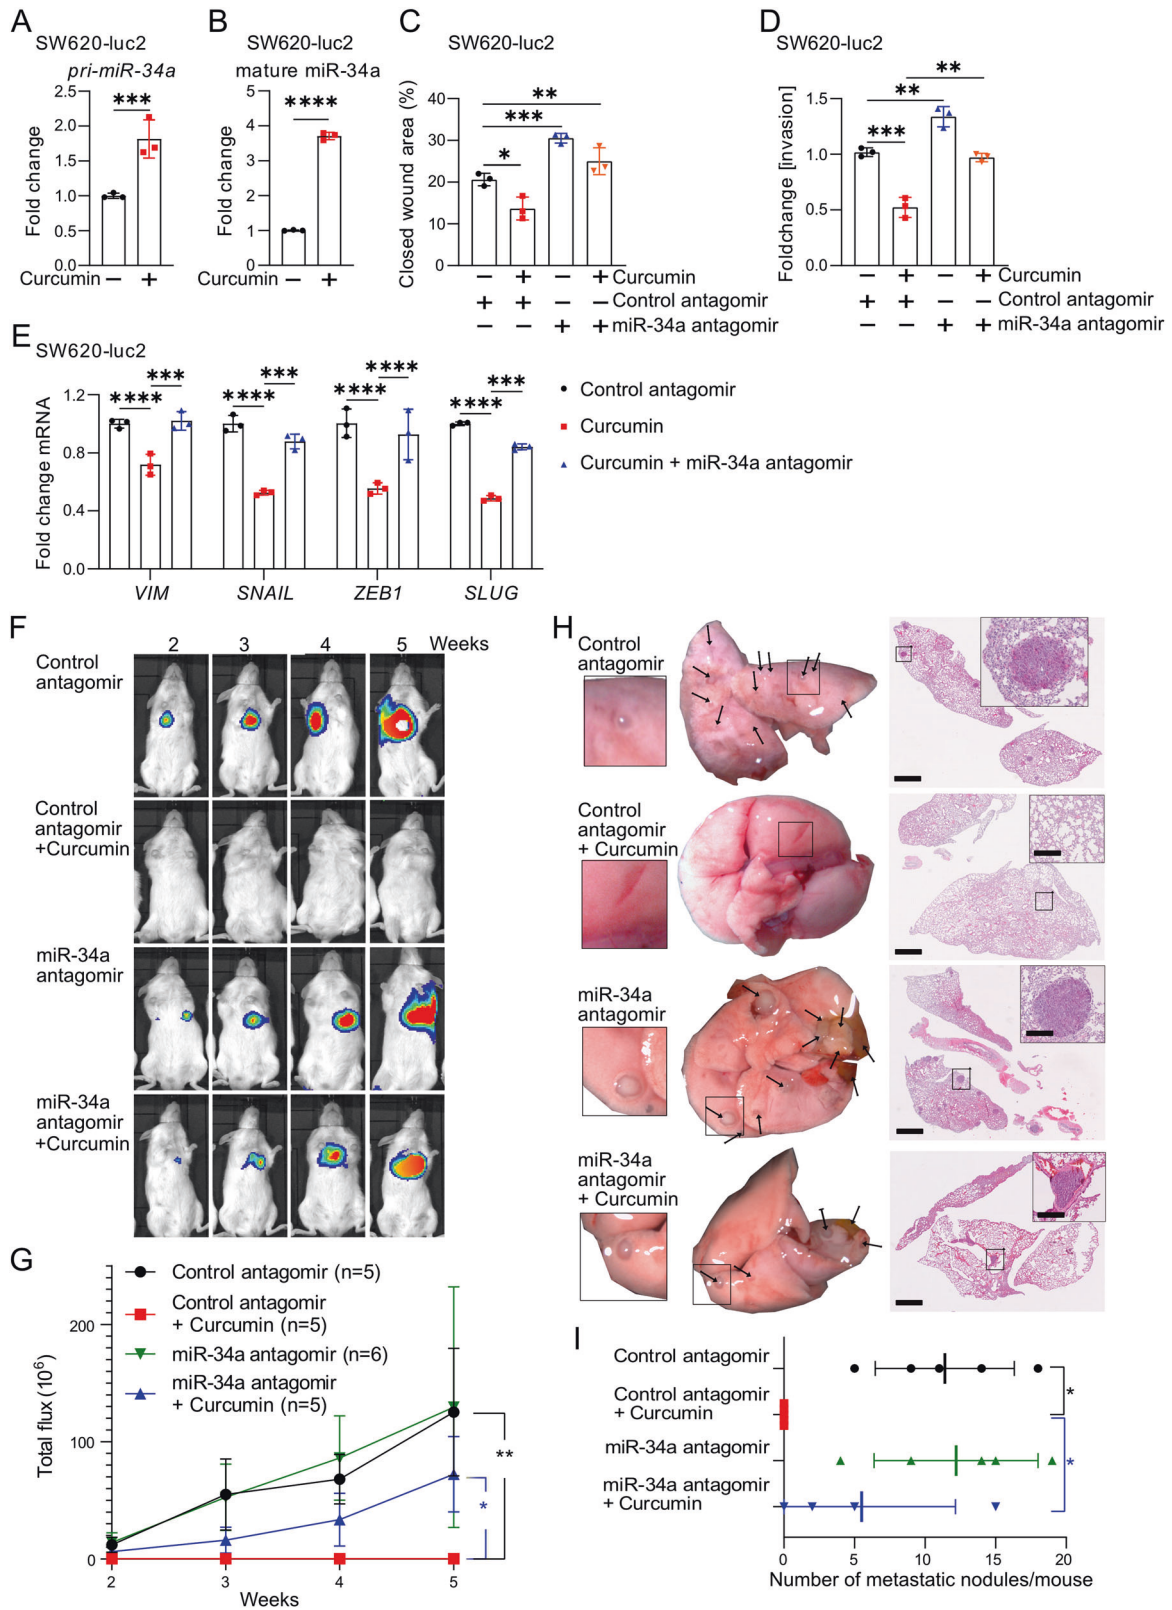 A
SW620-luc2
pri-miR-34a
***
Fold change
2.5
2.0
1.5
1.0
0.5
0.0
Curcumin − +
B
SW620-luc2
mature miR-34a
****
Fold change
5
4
3
2
1
0
Curcumin − +
C
SW620-luc2
**
***
*
Closed wound area (%)
40
30
20
10
0
− + − + Curcumin
+ + − − Control antagomir
− − + + miR-34a antagomir
D
SW620-luc2
**
**
***
Foldchange [invasion]
1.5
1.0
0.5
0.0
− + − + Curcumin
+ + − − Control antagomir
− − + + miR-34a antagomir
E
SW620-luc2
**** *** **** *** **** **** **** ***
Fold change mRNA
1.2
0.8
0.4
0.0
VIM SNAIL ZEB1 SLUG
Control antagomir
Curcumin
Curcumin + miR-34a antagomir
F
2 3 4 5 Weeks
Control
antagomir
Control
antagomir
+Curcumin
miR-34a
antagomir
miR-34a
antagomir
+Curcumin
G
Control antagomir (n=5)
Control antagomir
+ Curcumin (n=5)
miR-34a antagomir (n=6)
miR-34a antagomir
+ Curcumin (n=5)
Total flux (10⁶)
200
100
0
2 3 4 5
Weeks
**
*
H
Control
antagomir
Control
antagomir
+ Curcumin
miR-34a
antagomir
miR-34a
antagomir
+ Curcumin
I
Control antagomir
Control antagomir
+ Curcumin
miR-34a antagomir
miR-34a antagomir
+ Curcumin
*
*
0 5 10 15 20
Number of metastatic nodules/mouse